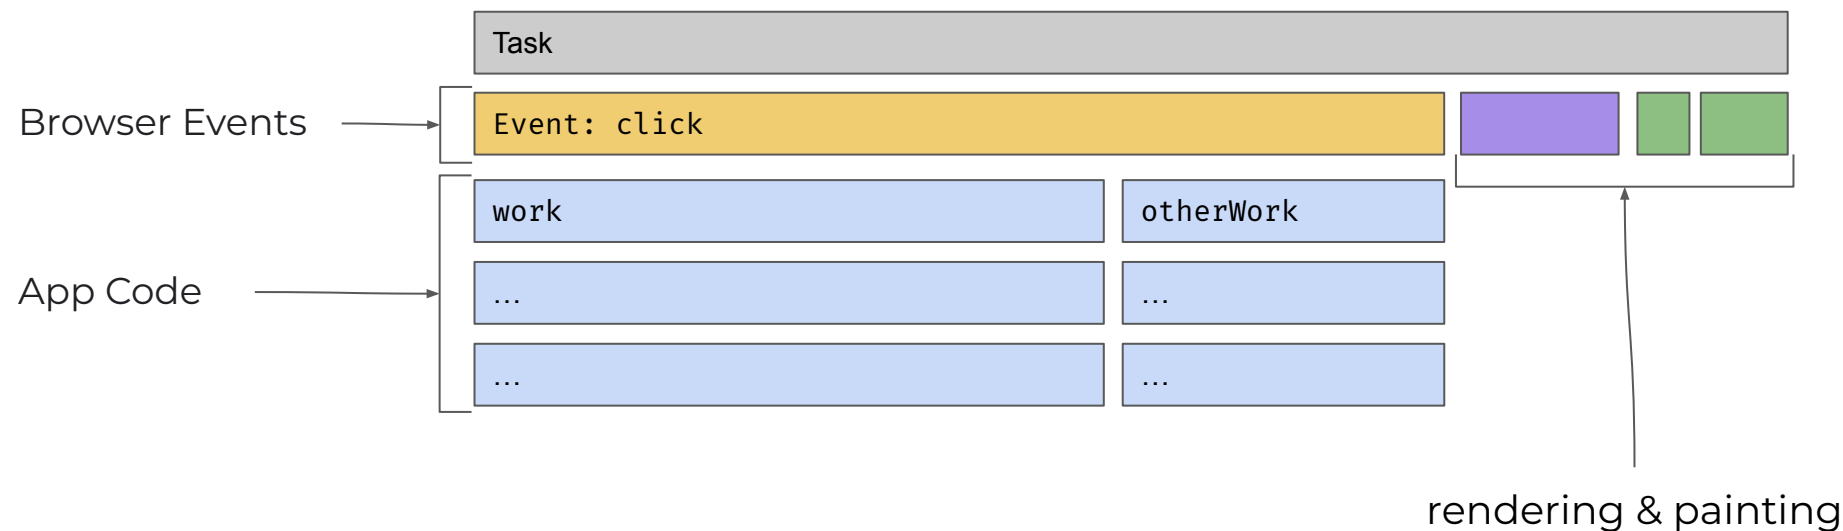 Task
Browser Events
Event: click
work
otherWork
App Code
...
...
...
...
rendering & painting